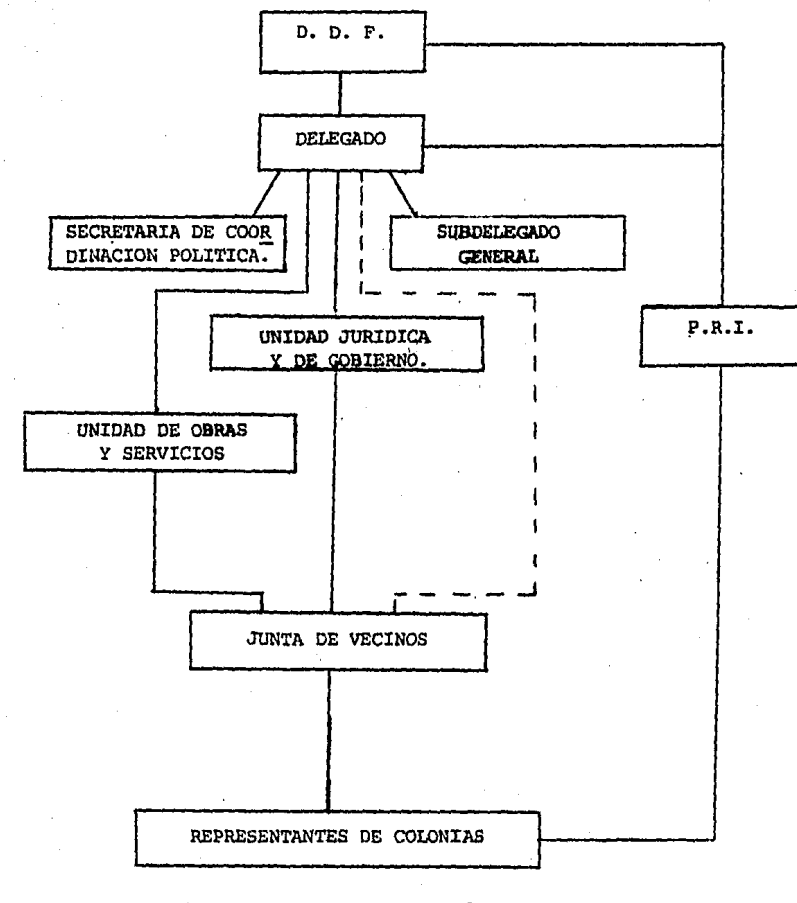 D. D. F.
DELEGADO
SECRETARIA DE COOR
DINACION POLITICA.
SUBDELEGADO
GENERAL
UNIDAD JURIDICA
Y DE GOBIERNO.
P.R.I.
UNIDAD DE OBRAS
Y SERVICIOS
JUNTA DE VECINOS
REPRESENTANTES DE COLONIAS